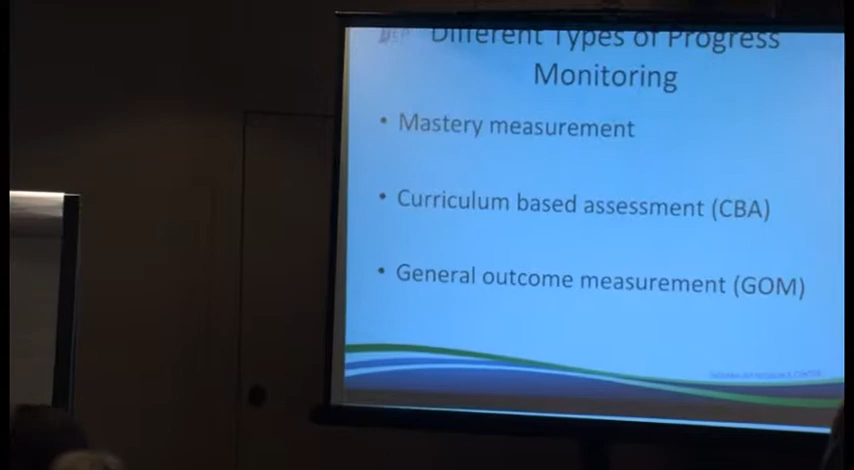 Different Types of Progress
Monitoring
• Mastery measurement
• Curriculum based assessment (CBA)
• General outcome measurement (GOM)